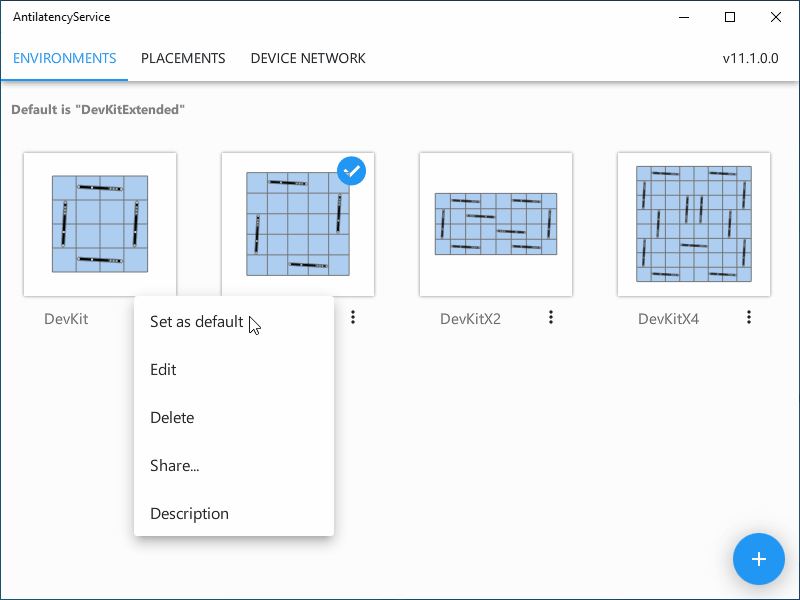 AntilatencyService
ENVIRONMENTS PLACEMENTS DEVICE NETWORK v11.1.0.0
Default is "DevKitExtended"
DevKit DevKitX2 DevKitX4
Set as default
Edit
Delete
Share...
Description